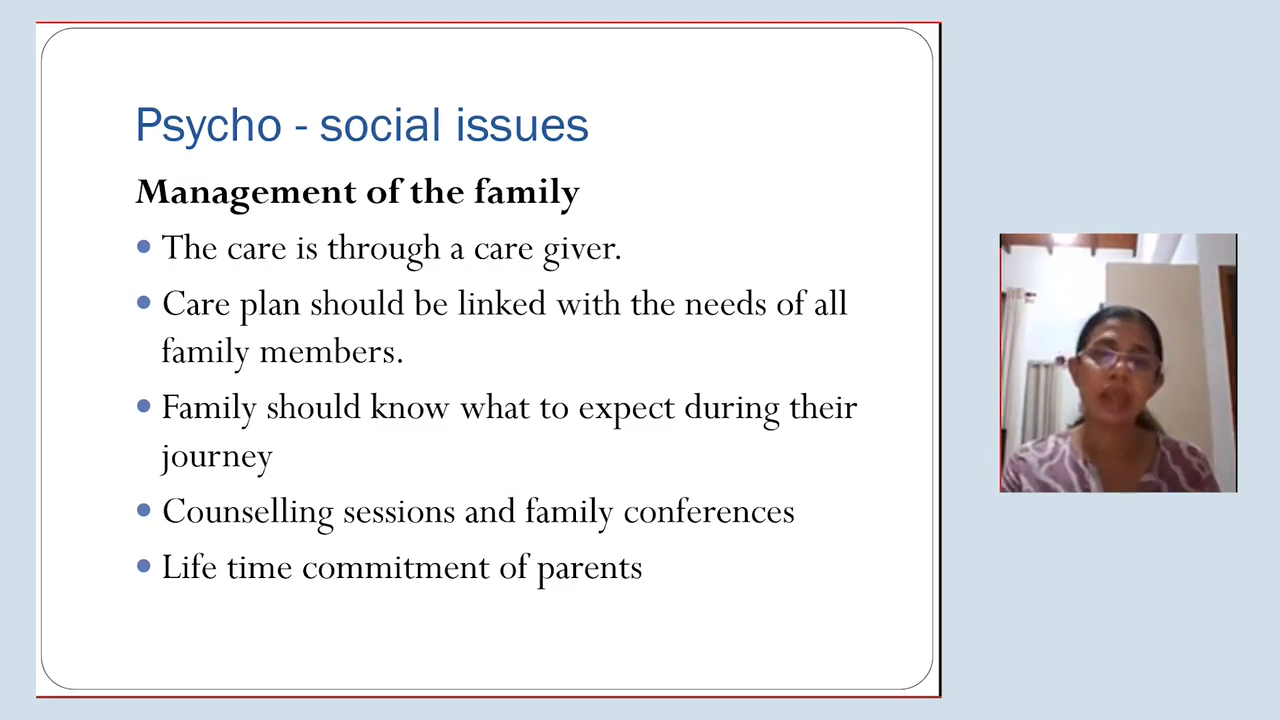 Psycho - social issues
Management of the family
• The care is through a care giver.
• Care plan should be linked with the needs of all
family members.
• Family should know what to expect during their
journey
• Counselling sessions and family conferences
• Life time commitment of parents